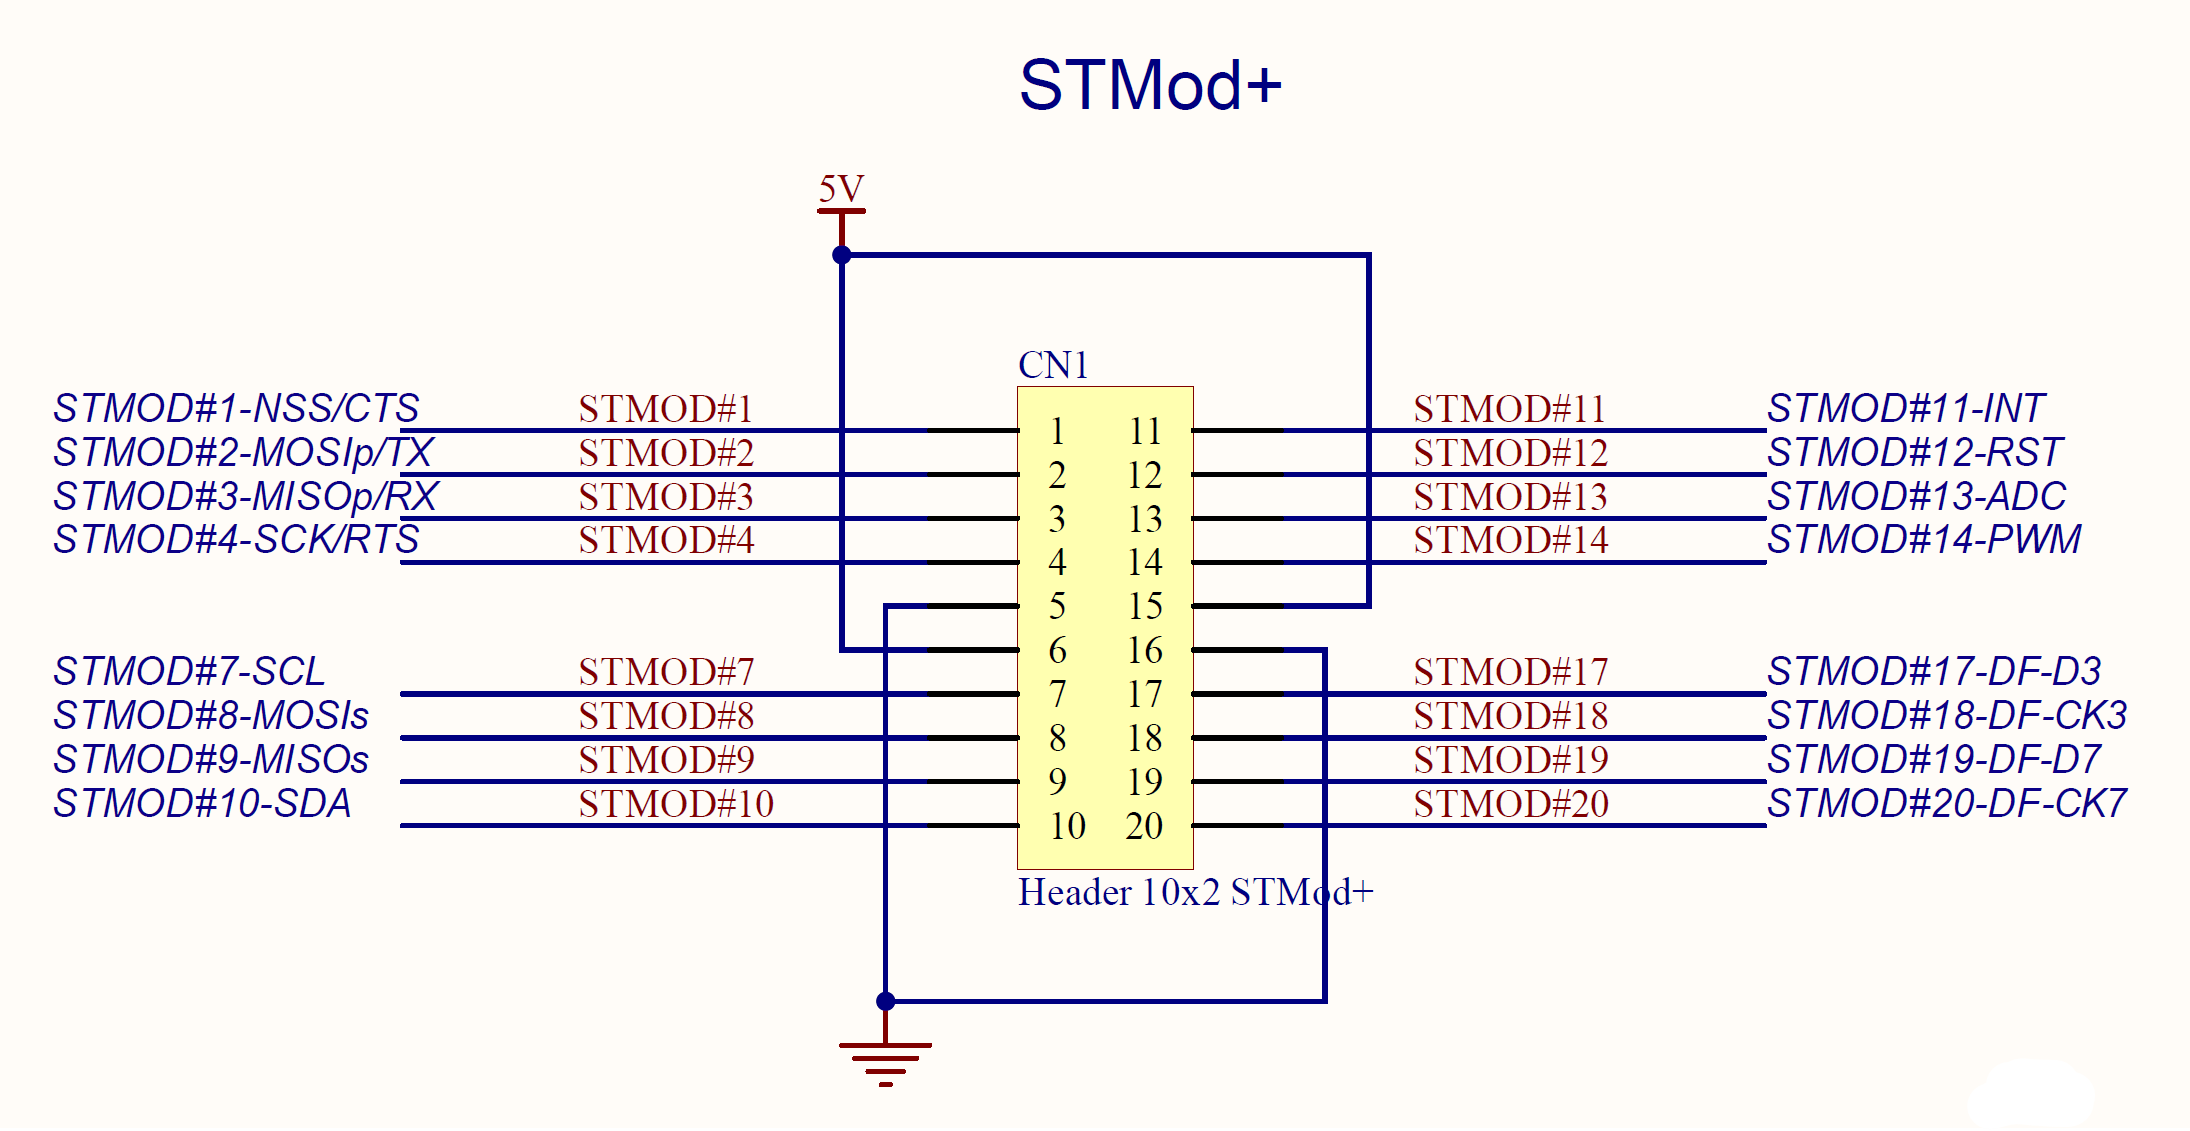 STMod+
5V
CN1
STMOD#1-NSS/CTS STMOD#1 1 11 STMOD#11 STMOD#11-INT
STMOD#2-MOSIp/TX STMOD#2 2 12 STMOD#12 STMOD#12-RST
STMOD#3-MISOp/RX STMOD#3 3 13 STMOD#13 STMOD#13-ADC
STMOD#4-SCK/RTS STMOD#4 4 14 STMOD#14 STMOD#14-PWM
5 15
6 16
STMOD#7-SCL STMOD#7 7 17 STMOD#17 STMOD#17-DF-D3
STMOD#8-MOSIs STMOD#8 8 18 STMOD#18 STMOD#18-DF-CK3
STMOD#9-MISOs STMOD#9 9 19 STMOD#19 STMOD#19-DF-D7
STMOD#10-SDA STMOD#10 10 20 STMOD#20 STMOD#20-DF-CK7
Header 10x2 STMod+